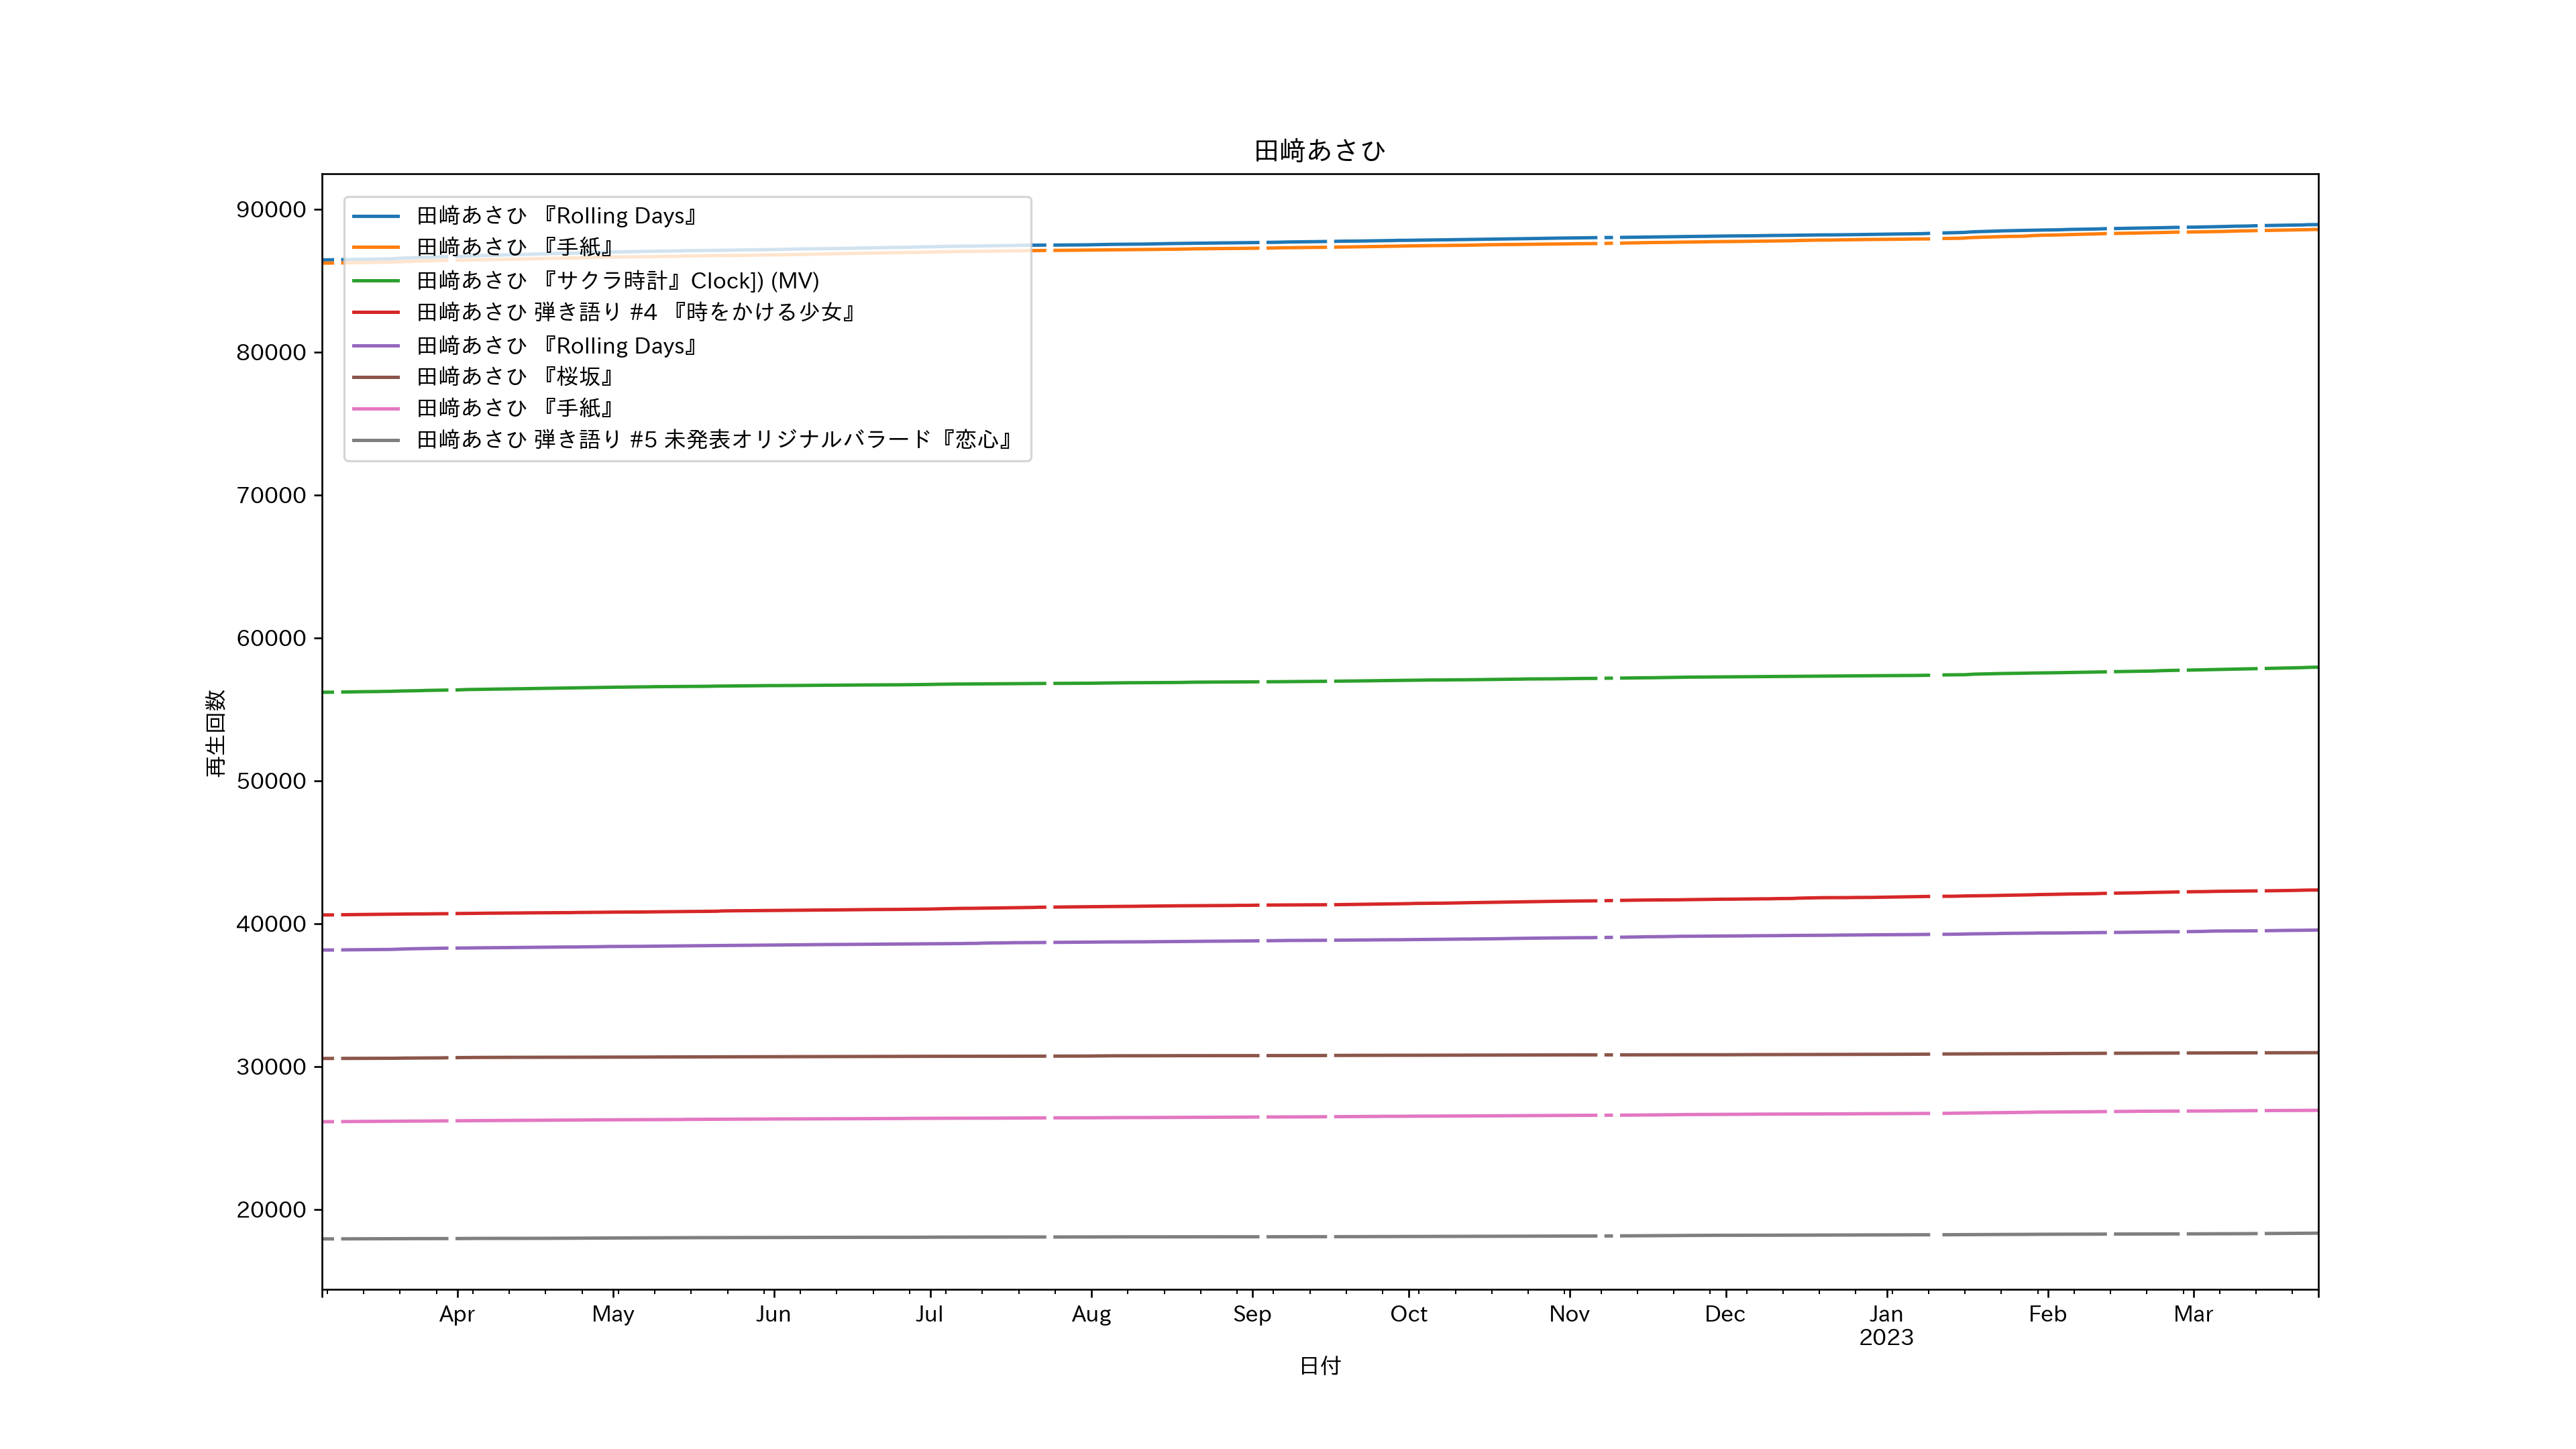 田﨑あさひ
90000
80000
70000
60000
50000
40000
30000
20000
再生回数
田﨑あさひ 『Rolling Days』
田﨑あさひ 『手紙』
田﨑あさひ 『サクラ時計』Clock]) (MV)
田﨑あさひ 弾き語り #4 『時をかける少女』
田﨑あさひ 『Rolling Days』
田﨑あさひ 『桜坂』
田﨑あさひ 『手紙』
田﨑あさひ 弾き語り #5 未発表オリジナルバラード『恋心』
Apr May Jun Jul Aug Sep Oct Nov Dec Jan Feb Mar
2023
日付